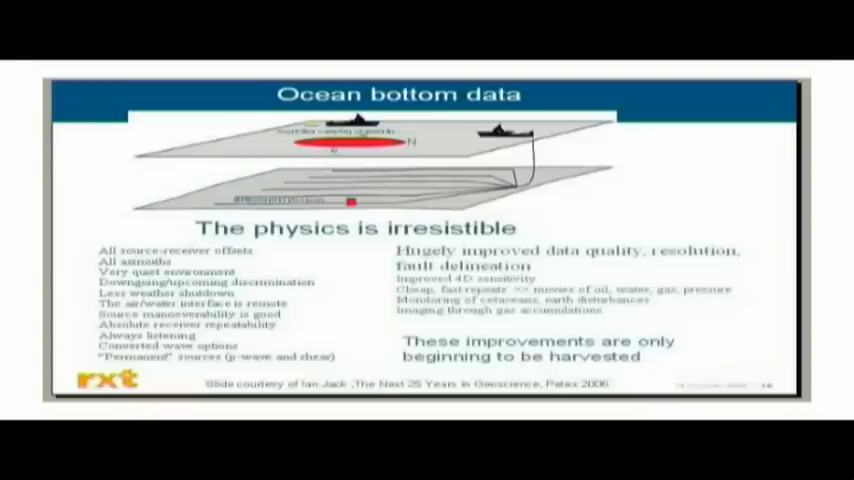 Ocean bottom data
N
The physics is irresistible
All source-receiver offsets
All azimuths
Very quiet environment
Downgoing/upcoming discrimination
Less weather shutdown
The air/water interface is remote
Source manoeuverability is good
Absolute receiver repeatability
Always listening
Converted wave options
"Permanent" sources (p-wave and shear)
Hugely improved data quality, resolution,
fault delineation
Improved 4D sensitivity
Cheap, fast repeats >> movies of oil, water, gas, pressure
Monitoring of cetaceans, earth disturbances
Imaging through gas accumulations
These improvements are only
beginning to be harvested
rxt
Slide courtesy of Ian Jack ,The Next 25 Years in Geoscience, Petex 2006